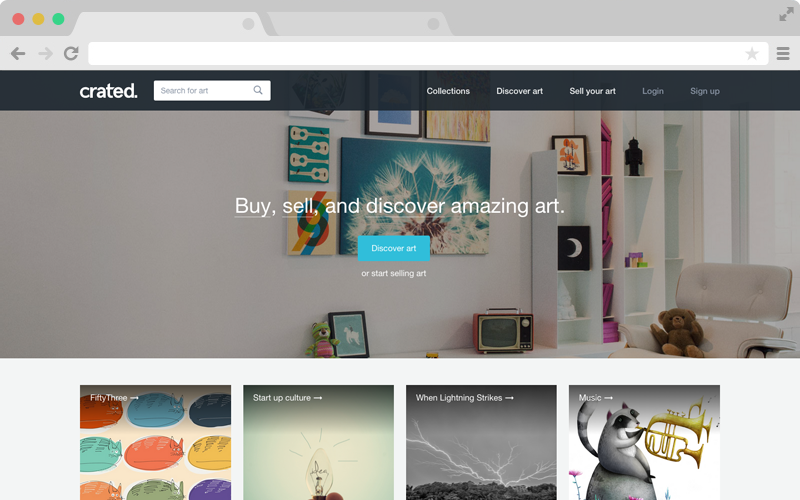 crated.
Search for art
Collections
Discover art
Sell your art
Login
Sign up
Buy, sell, and discover amazing art.
Discover art
or start selling art
FiftyThree →
Start up culture →
When Lightning Strikes →
Music →